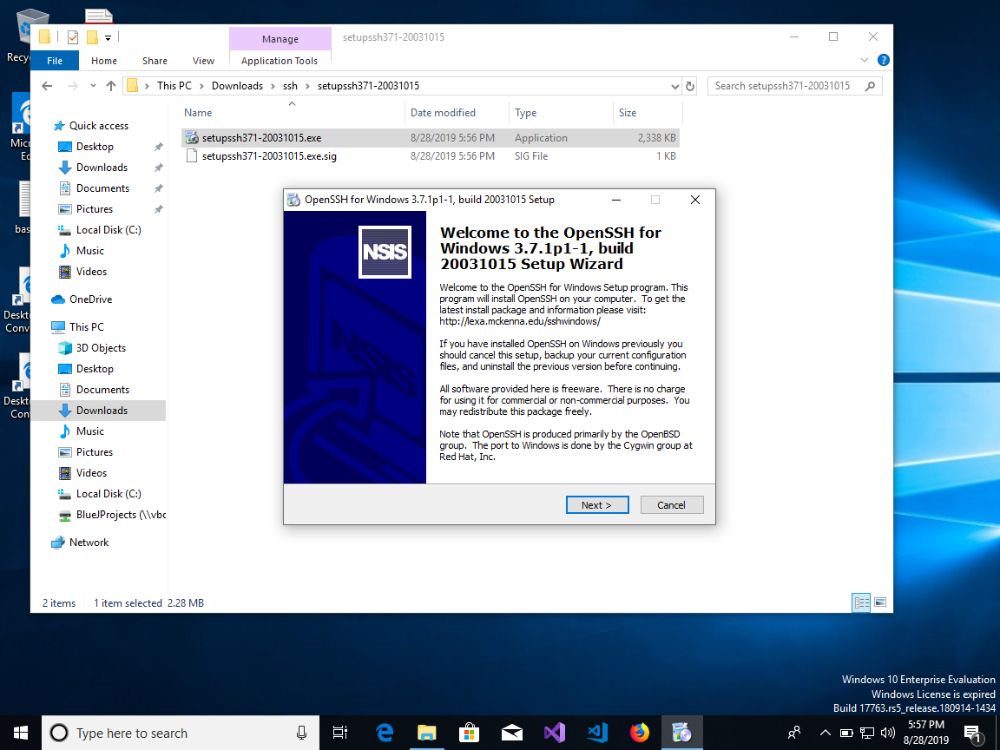 Recy
Micr
Ed
bas
Deskt
Conv
Deskt
Con
Manage
setupssh371-20031015
File
Home
Share
View
Application Tools
This PC
Downloads
ssh
setupssh371-20031015
Search setupssh371-20031015
Name
Date modified
Type
Size
setupssh371-20031015.exe
8/28/2019 5:56 PM
Application
2,338 KB
setupssh371-20031015.exe.sig
8/28/2019 5:56 PM
SIG File
1 KB
Quick access
Desktop
Downloads
Documents
Pictures
Local Disk (C:)
Music
Videos
OneDrive
This PC
3D Objects
Desktop
Documents
Downloads
Music
Pictures
Videos
Local Disk (C:)
BlueJProjects (\\vbc
Network
2 items
1 item selected 2.28 MB
OpenSSH for Windows 3.7.1p1-1, build 20031015 Setup
NSIS
NSIS
Welcome to the OpenSSH for
Windows 3.7.1p1-1, build
20031015 Setup Wizard
Welcome to the OpenSSH for Windows Setup program. This
program will install OpenSSH on your computer.  To get the
latest install package and information please visit:
http://lexa.mckenna.edu/sshwindows/
If you have installed OpenSSH on Windows previously you
should cancel this setup, backup your current configuration
files, and uninstall the previous version before continuing.
All software provided here is freeware.  There is no charge
for using it for commercial or non-commercial purposes.  You
may redistribute this package freely.
Note that OpenSSH is produced primarily by the OpenBSD
group.  The port to Windows is done by the Cygwin group at
Red Hat, Inc.
Next >
Cancel
Windows 10 Enterprise Evaluation
Windows License is expired
Build 17763.rs5_release.180914-1434
Type here to search
5:57 PM
8/28/2019
1